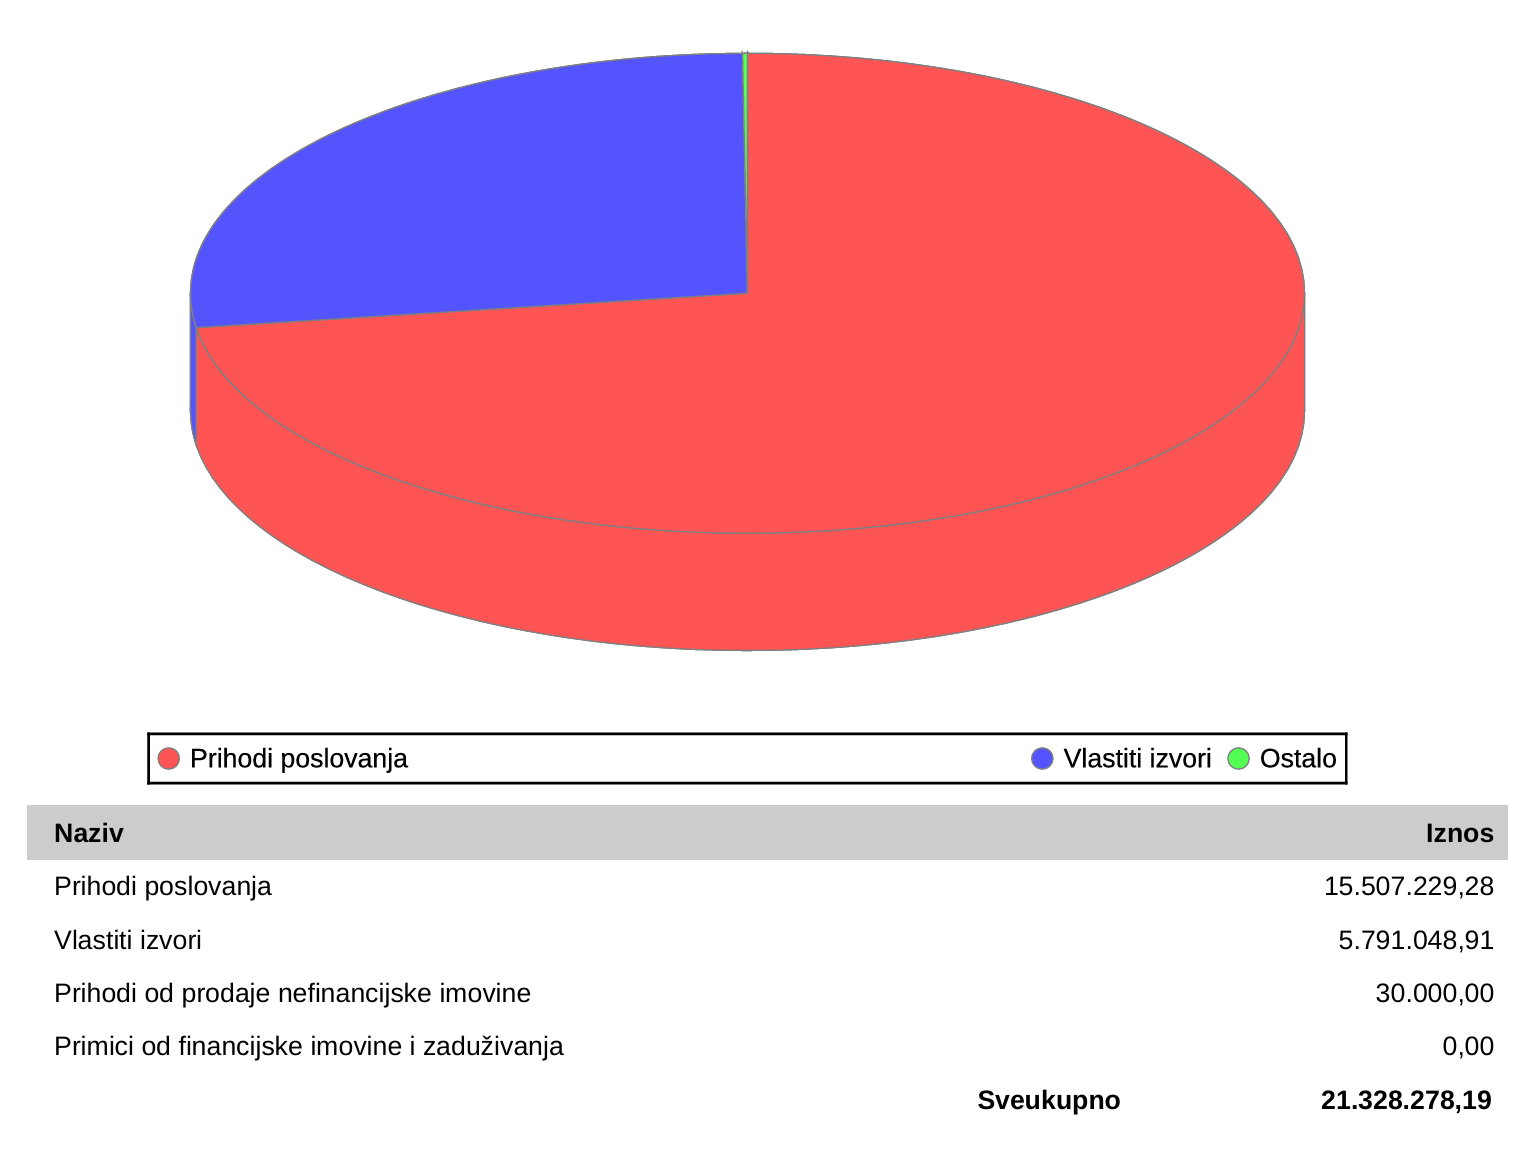 Prihodi poslovanja Vlastiti izvori Ostalo
Naziv Iznos
Prihodi poslovanja 15.507.229,28
Vlastiti izvori 5.791.048,91
Prihodi od prodaje nefinancijske imovine 30.000,00
Primici od financijske imovine i zaduživanja 0,00
Sveukupno 21.328.278,19